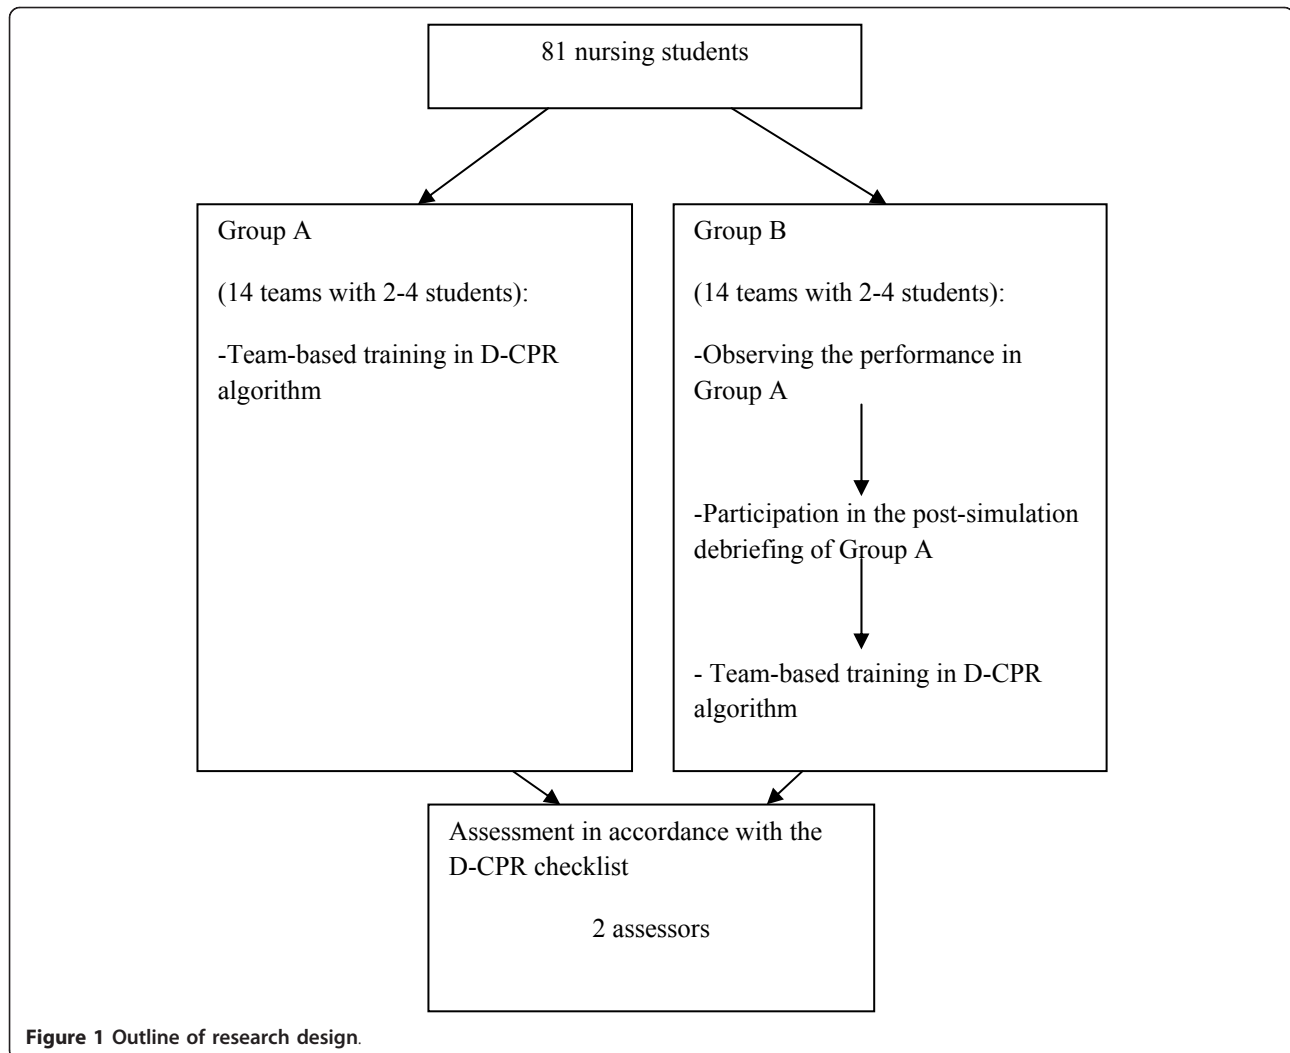 81 nursing students
Group A
(14 teams with 2-4 students):
-Team-based training in D-CPR
algorithm
Group B
(14 teams with 2-4 students):
-Observing the performance in
Group A
-Participation in the post-simulation
debriefing of Group A
- Team-based training in D-CPR
algorithm
Assessment in accordance with the
D-CPR checklist
2 assessors
Figure 1 Outline of research design.